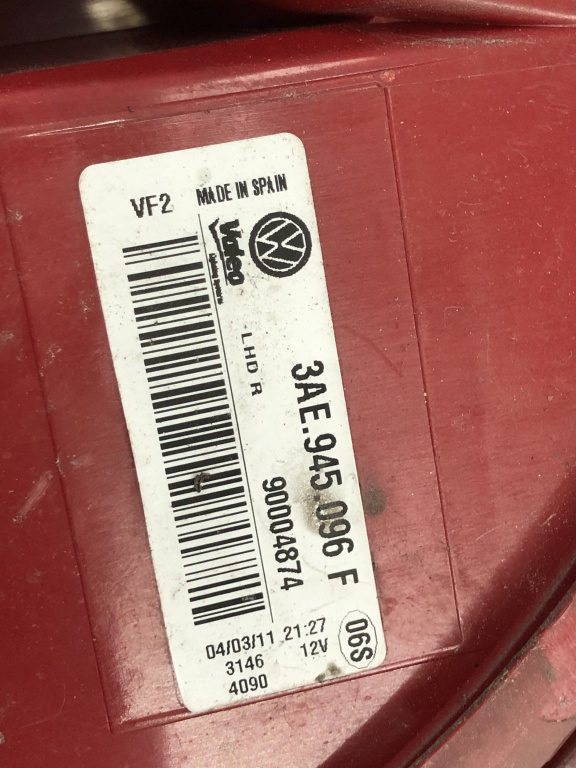 VF2 MADE IN SPAIN
Valeo
VW
LHD R
3AE.945.096 F
90004874
04/03/11 21:27
3146 12V
4090
06S